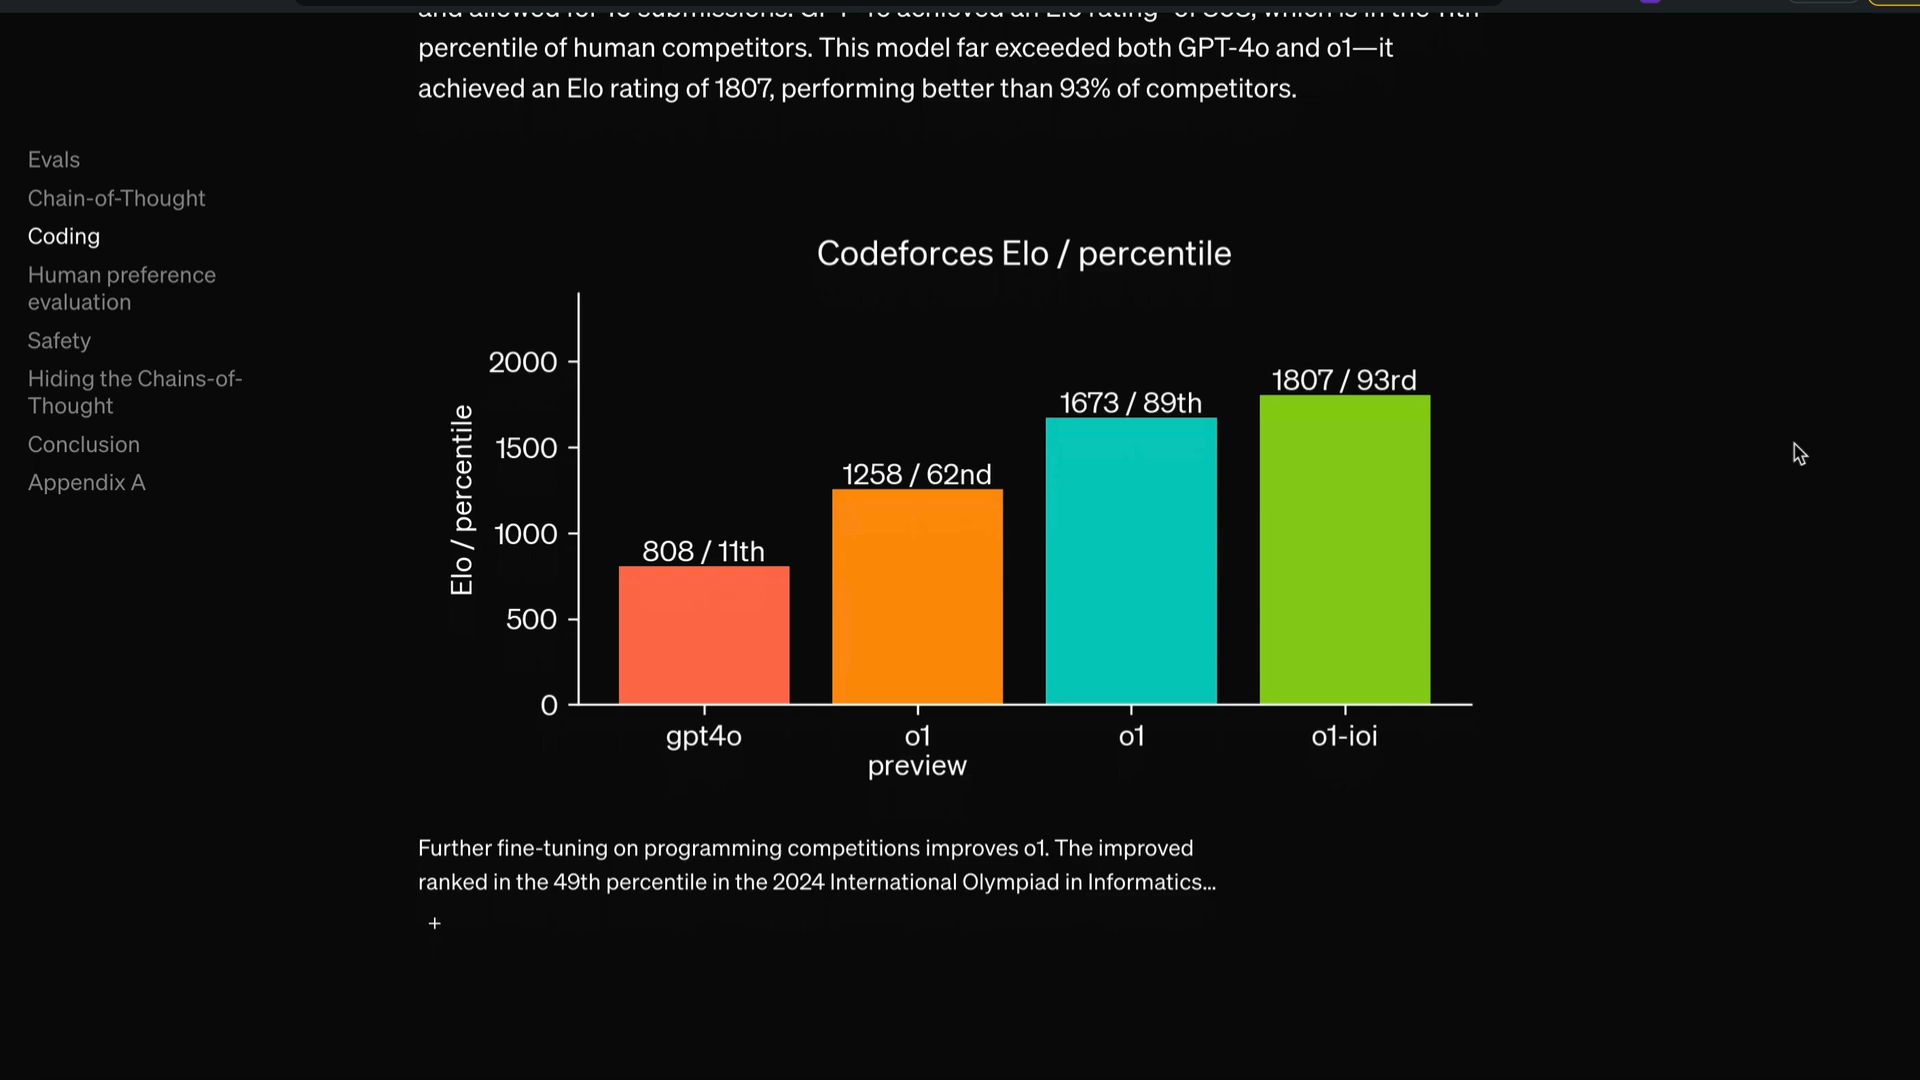 percentile of human competitors. This model far exceeded both GPT-4o and o1—it
achieved an Elo rating of 1807, performing better than 93% of competitors.
Evals
Chain-of-Thought
Coding
Human preference
evaluation
Safety
Hiding the Chains-of-
Thought
Conclusion
Appendix A
Codeforces Elo / percentile
Elo / percentile
2000
1500
1000
500
0
808 / 11th
1258 / 62nd
1673 / 89th
1807 / 93rd
gpt4o
o1
preview
o1
o1-ioi
Further fine-tuning on programming competitions improves o1. The improved
ranked in the 49th percentile in the 2024 International Olympiad in Informatics...
+